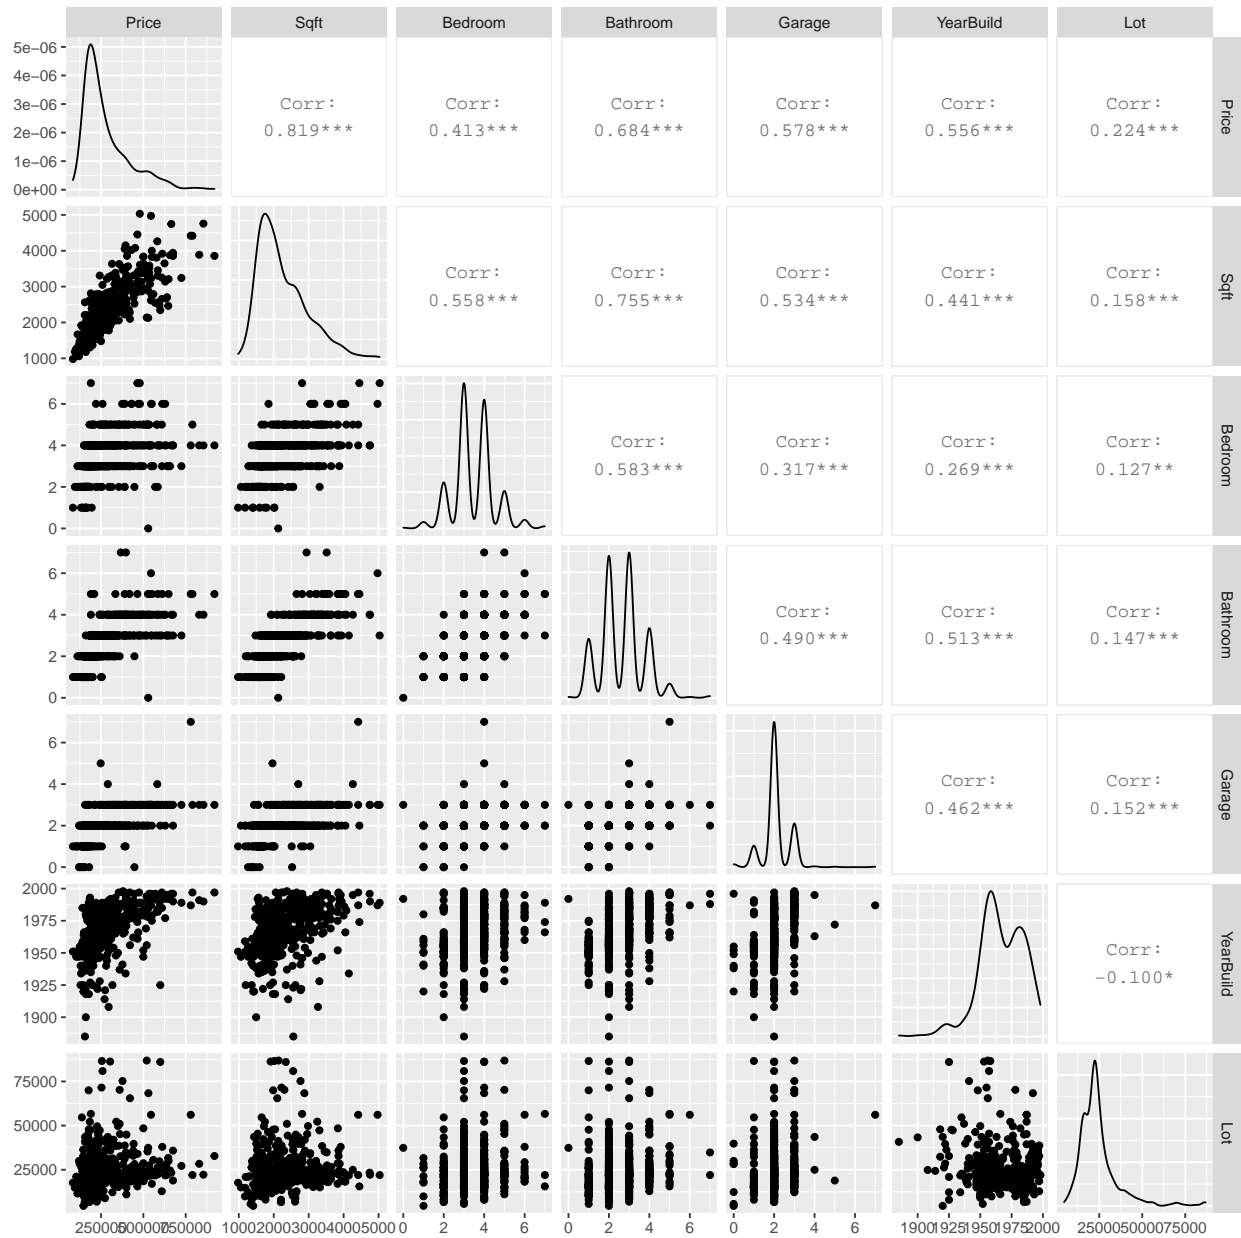 Price Sqft Bedroom Bathroom Garage YearBuild Lot
5e−06
4e−06
3e−06
2e−06
1e−06
0e+00
Corr:
0.819***
Corr:
0.413***
Corr:
0.684***
Corr:
0.578***
Corr:
0.556***
Corr:
0.224***
Price
5000
4000
3000
2000
1000
Corr:
0.558***
Corr:
0.755***
Corr:
0.534***
Corr:
0.441***
Corr:
0.158***
Sqft
6
4
2
0
Corr:
0.583***
Corr:
0.317***
Corr:
0.269***
Corr:
0.127**
Bedroom
6
4
2
0
Corr:
0.490***
Corr:
0.513***
Corr:
0.147***
Bathroom
6
4
2
0
Corr:
0.462***
Corr:
0.152***
Garage
2000
1975
1950
1925
1900
Corr:
−0.100*
YearBuild
75000
50000
25000
Lot
250000 500000 750000 1000 2000 3000 4000 5000 0 2 4 6 0 2 4 6 0 2 4 6 1900 1925 1950 1975 2000 25000 50000 75000